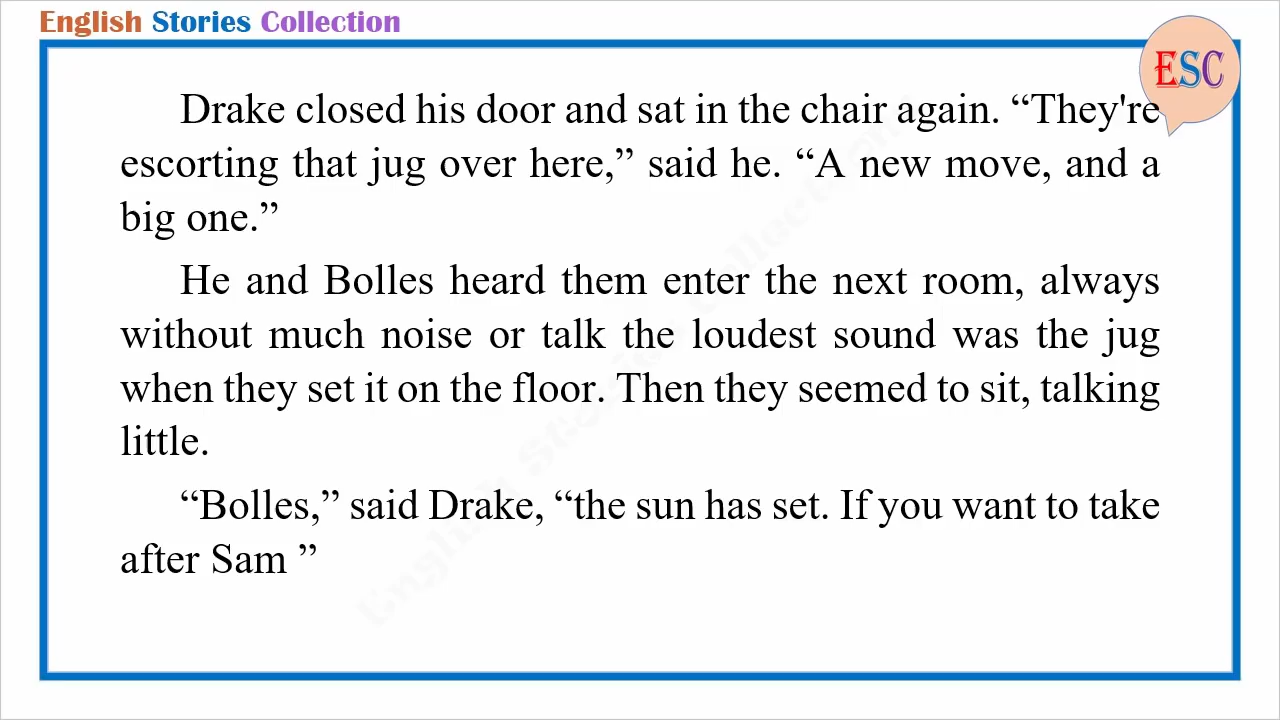 English Stories Collection
ESC
Drake closed his door and sat in the chair again. “They're
escorting that jug over here,” said he. “A new move, and a
big one.”
He and Bolles heard them enter the next room, always
without much noise or talk the loudest sound was the jug
when they set it on the floor. Then they seemed to sit, talking
little.
“Bolles,” said Drake, “the sun has set. If you want to take
after Sam ”
English Stories Collection